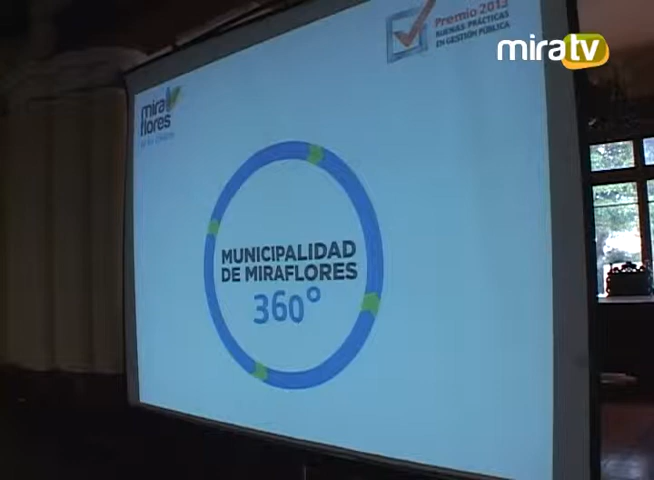 Premio 2013
BUENAS PRÁCTICAS
EN GESTIÓN PÚBLICA
miraTV
mira
flores
MUNICIPALIDAD
DE MIRAFLORES
360°